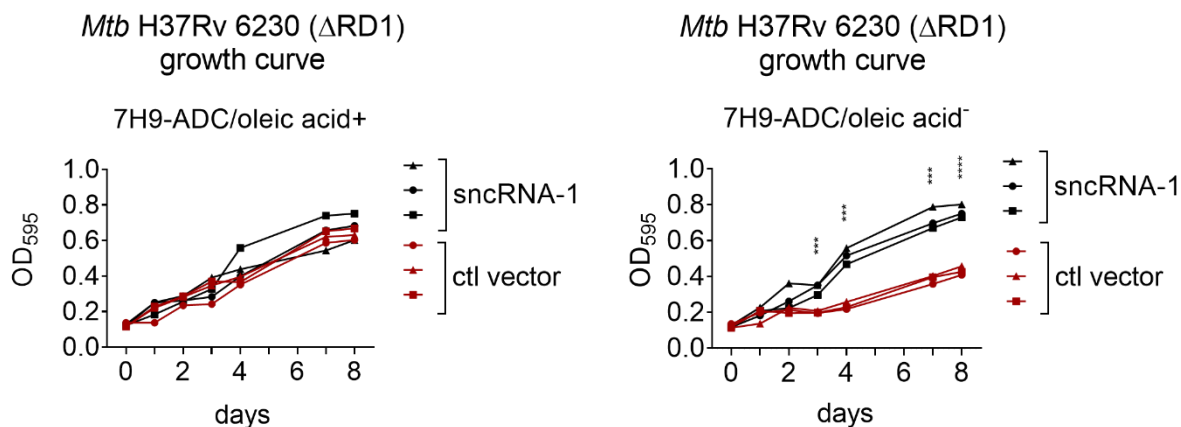 Mtb H37Rv 6230 (ΔRD1)
growth curve
7H9-ADC/oleic acid+
OD595
1.0
0.8
0.6
0.4
0.2
0.0
0 2 4 6 8
days
sncRNA-1
ctl vector
Mtb H37Rv 6230 (ΔRD1)
growth curve
7H9-ADC/oleic acid-
OD595
1.0
0.8
0.6
0.4
0.2
0.0
0 2 4 6 8
days
***
***
***
****
sncRNA-1
ctl vector